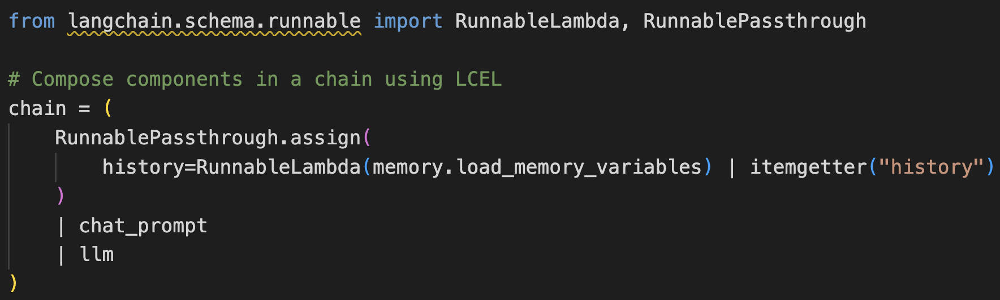 from langchain.schema.runnable import RunnableLambda, RunnablePassthrough
# Compose components in a chain using LCEL
chain = (
    RunnablePassthrough.assign(
        history=RunnableLambda(memory.load_memory_variables) | itemgetter("history")
    )
    | chat_prompt
    | llm
)